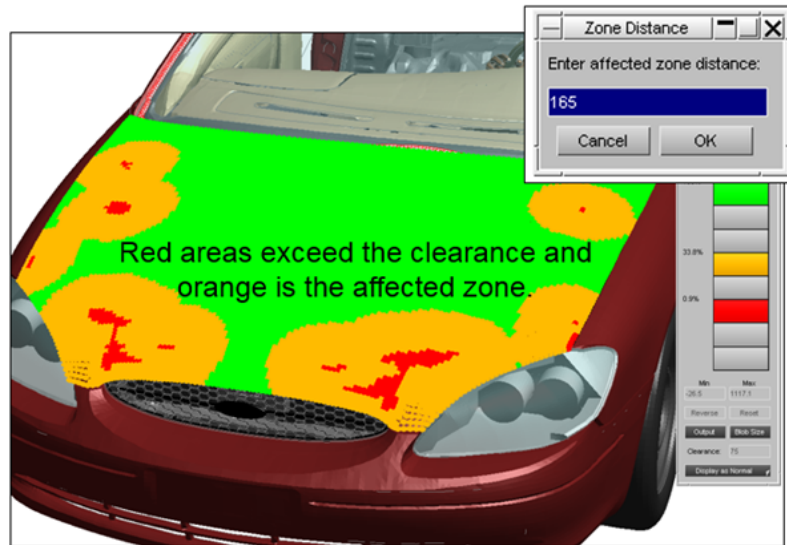 Zone Distance
Enter affected zone distance:
165
Cancel OK
Red areas exceed the clearance and
orange is the affected zone.
33.8%
0.9%
Min Max
-26.5 1117.1
Reverse Reset
Output Blob Size
Clearance: 75
Display as Normal